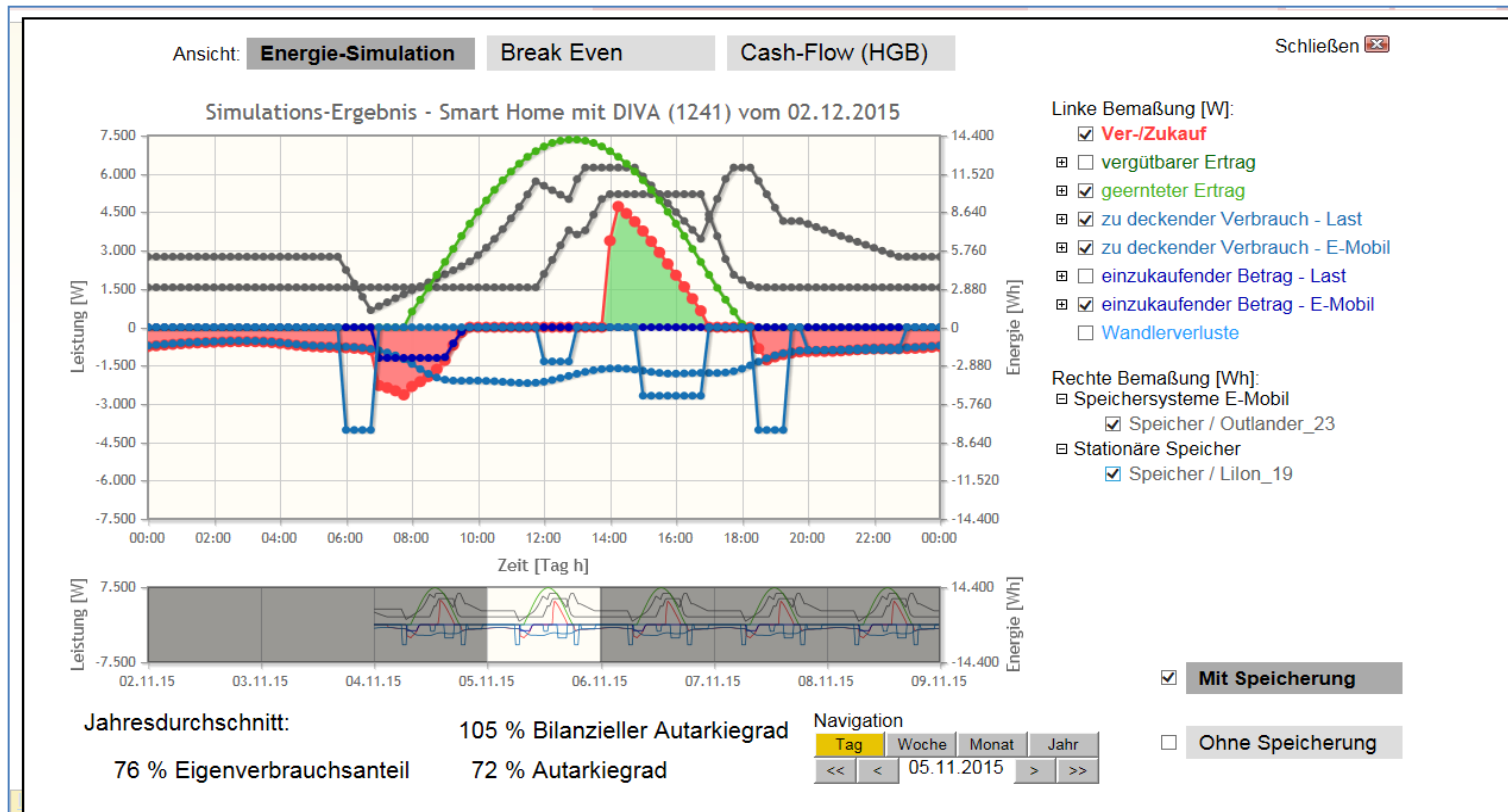 Ansicht: Energie-Simulation Break Even Cash-Flow (HGB) Schließen
Simulations-Ergebnis - Smart Home mit DIVA (1241) vom 02.12.2015
7.500 14.400
6.000 11.520
4.500 8.640
3.000 5.760
1.500 2.880
0 0
-1.500 -2.880
-3.000 -5.760
-4.500 -8.640
-6.000 -11.520
-7.500 -14.400
Leistung [W]
Energie [Wh]
00:00 02:00 04:00 06:00 08:00 10:00 12:00 14:00 16:00 18:00 20:00 22:00 00:00
Zeit [Tag h]
Linke Bemaßung [W]:
Ver-/Zukauf
vergütbarer Ertrag
geernteter Ertrag
zu deckender Verbrauch - Last
zu deckender Verbrauch - E-Mobil
einzukaufender Betrag - Last
einzukaufender Betrag - E-Mobil
Wandlerverluste
Rechte Bemaßung [Wh]:
Speichersysteme E-Mobil
Speicher / Outlander_23
Stationäre Speicher
Speicher / LiIon_19
7.500 14.400
Leistung [W]
Energie [Wh]
-7.500 -14.400
02.11.15 03.11.15 04.11.15 05.11.15 06.11.15 07.11.15 08.11.15 09.11.15
Mit Speicherung
Ohne Speicherung
Jahresdurchschnitt:
105 % Bilanzieller Autarkiegrad
76 % Eigenverbrauchsanteil
72 % Autarkiegrad
Navigation
Tag Woche Monat Jahr
<< < 05.11.2015 > >>